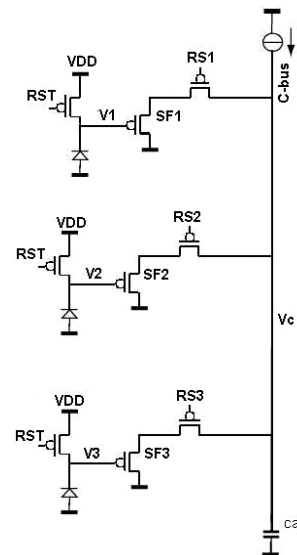 RS1
VDD
RST
V1
SF1
C-bus
RS2
VDD
RST
V2
SF2
Vc
RS3
VDD
RST
V3
SF3